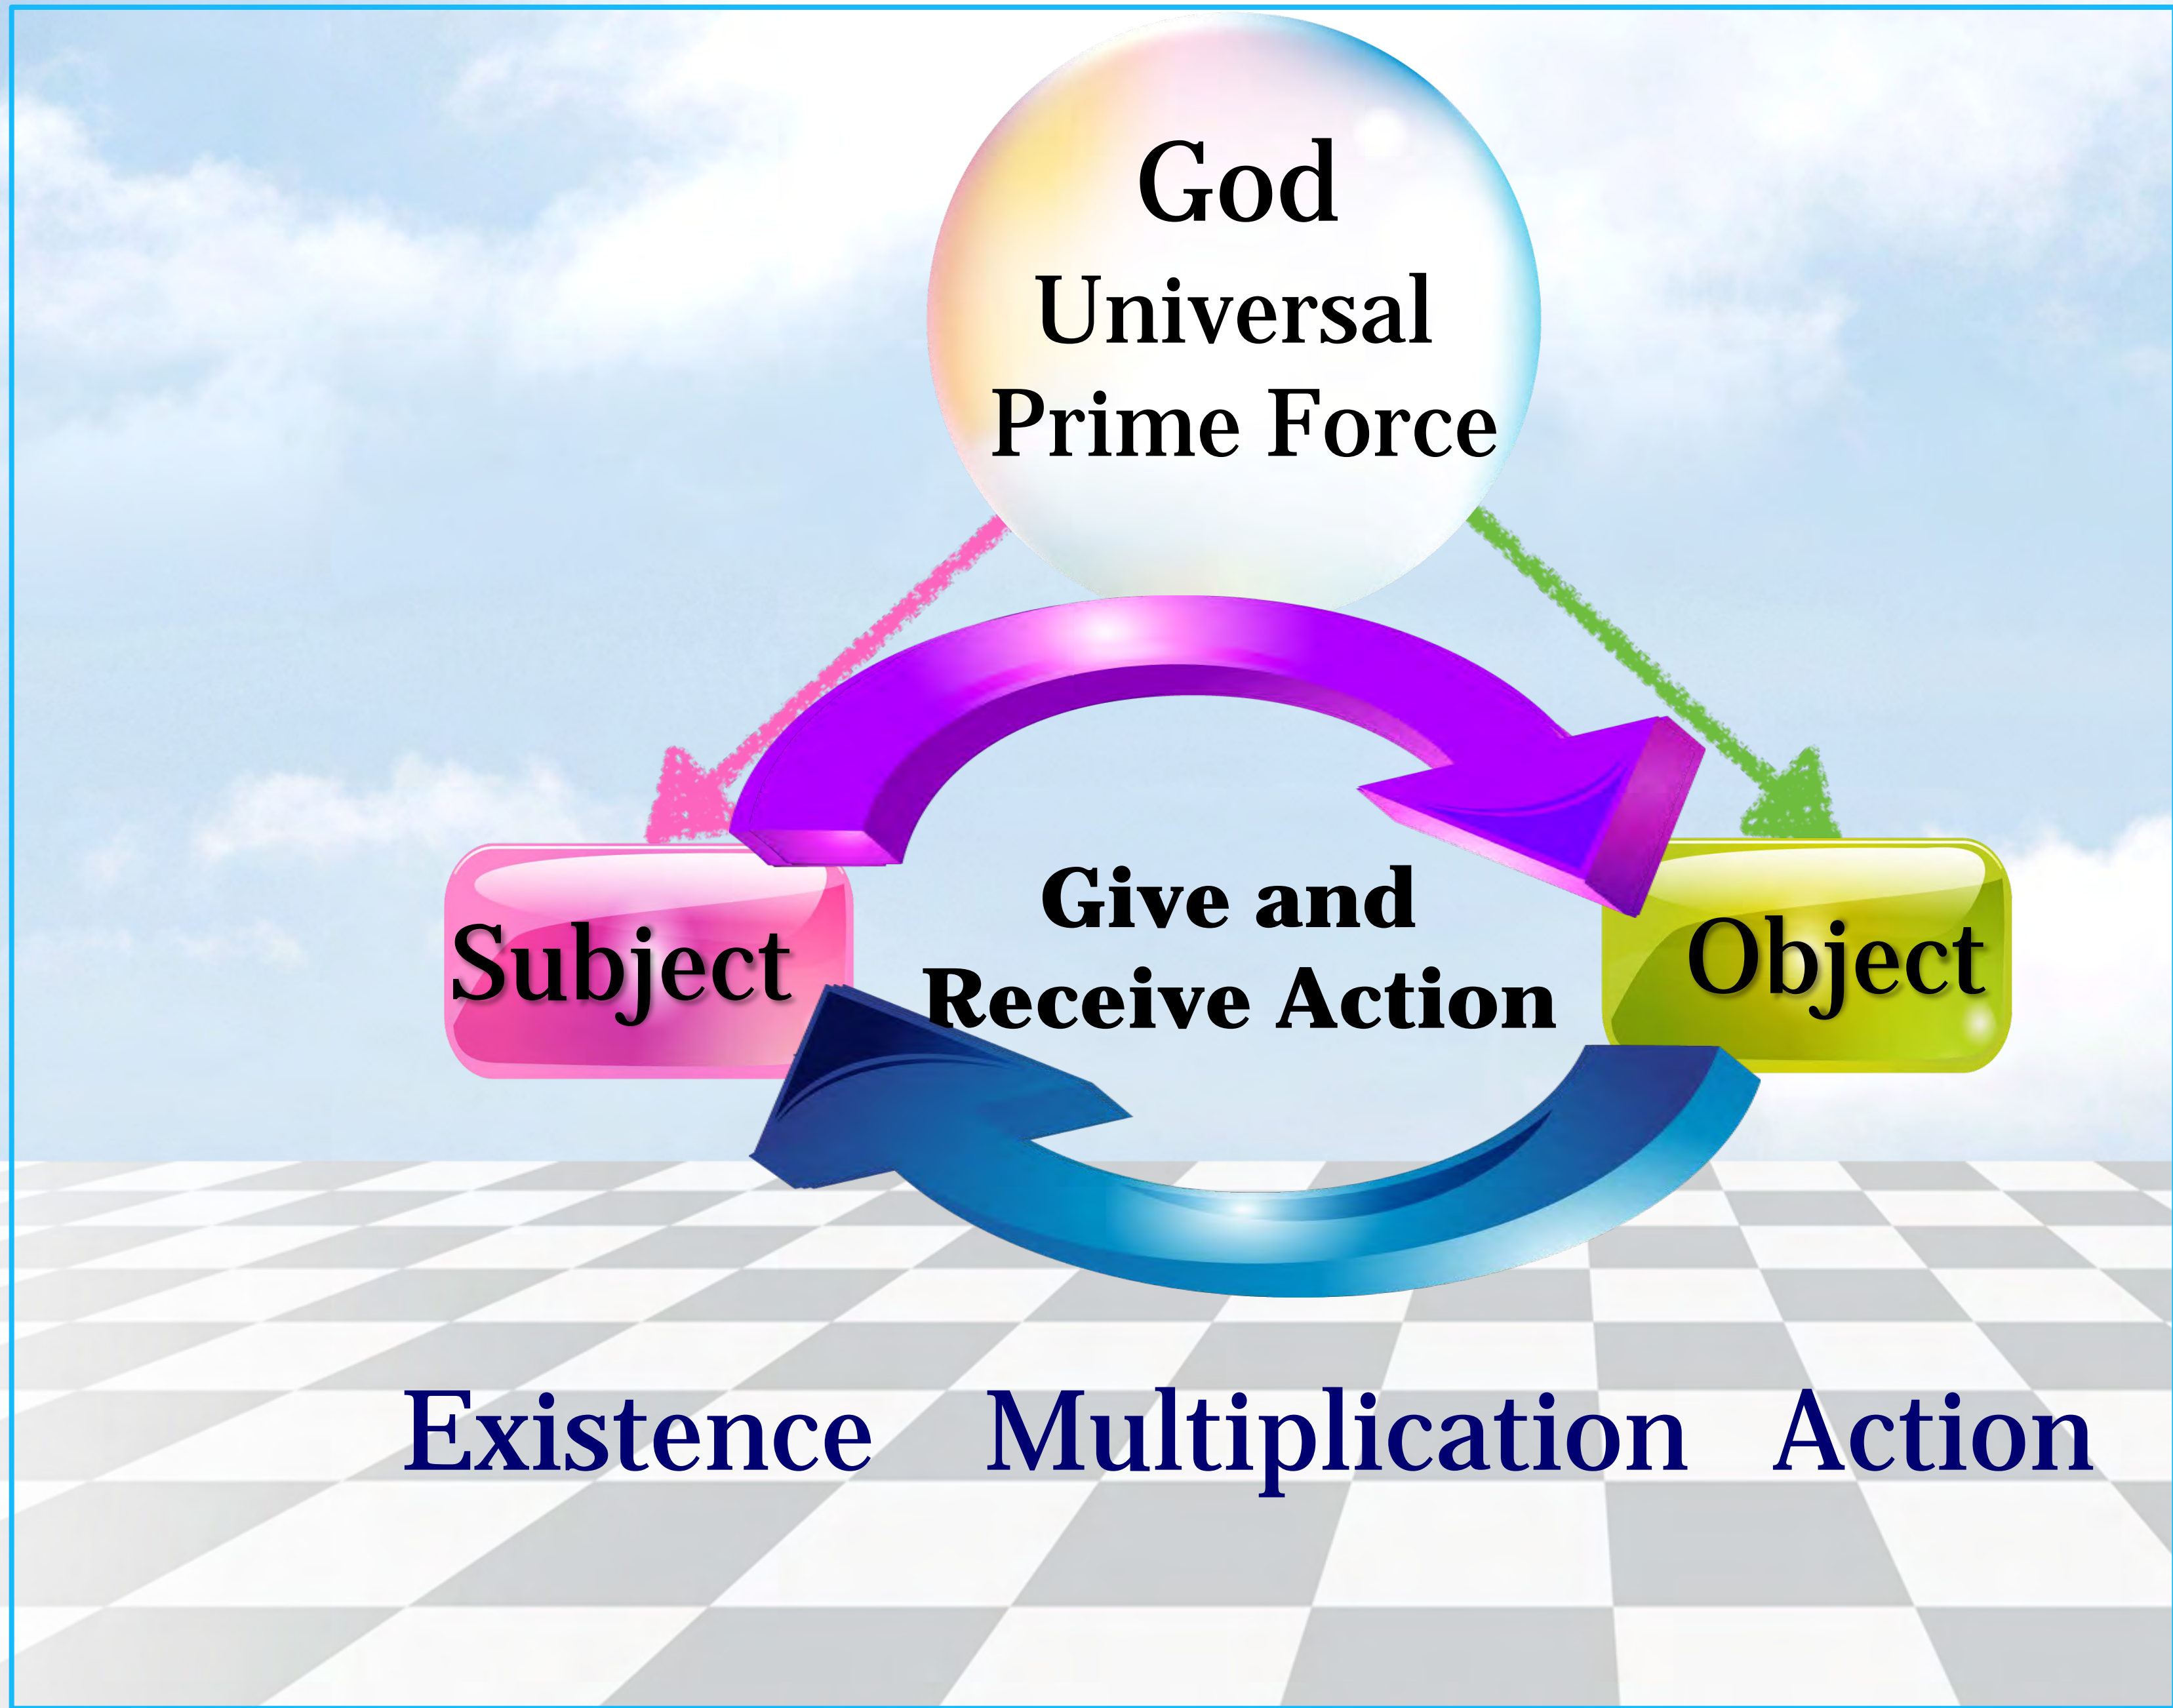 God
Universal
Prime Force
Give and
Receive Action
Subject
Object
Existence Multiplication Action